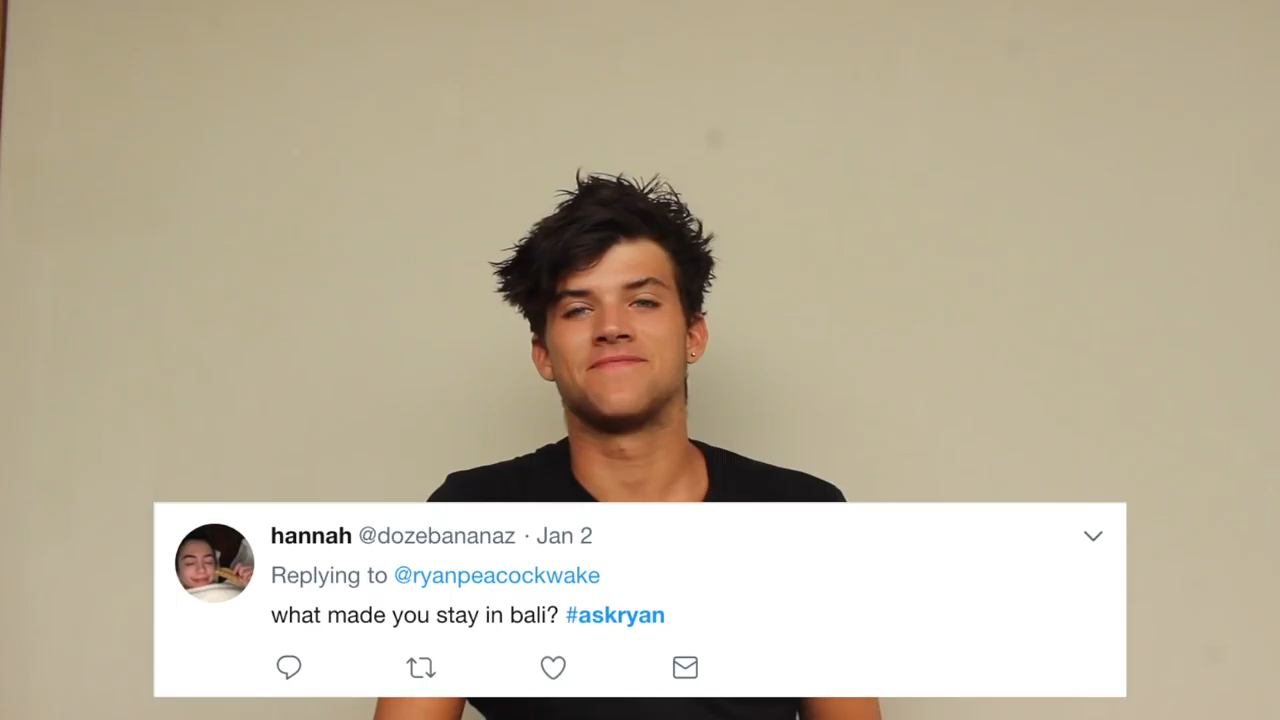 hannah @dozebananaz · Jan 2
Replying to @ryanpeacockwake
what made you stay in bali? #askryan